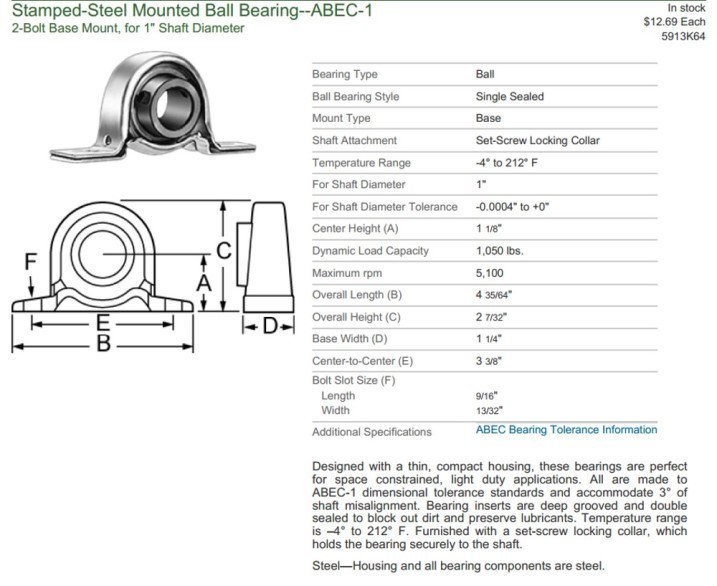 Stamped-Steel Mounted Ball Bearing--ABEC-1
2-Bolt Base Mount, for 1" Shaft Diameter
In stock
$12.69 Each
5913K64
Bearing Type Ball
Ball Bearing Style Single Sealed
Mount Type Base
Shaft Attachment Set-Screw Locking Collar
Temperature Range -4° to 212° F
For Shaft Diameter 1"
For Shaft Diameter Tolerance -0.0004" to +0"
Center Height (A) 1 1/8"
Dynamic Load Capacity 1,050 lbs.
Maximum rpm 5,100
Overall Length (B) 4 35/64"
Overall Height (C) 2 7/32"
Base Width (D) 1 1/4"
Center-to-Center (E) 3 3/8"
Bolt Slot Size (F)
Length 9/16"
Width 13/32"
Additional Specifications ABEC Bearing Tolerance Information
F
C
A
E
D
B
Designed with a thin, compact housing, these bearings are perfect
for space constrained, light duty applications. All are made to
ABEC-1 dimensional tolerance standards and accommodate 3° of
shaft misalignment. Bearing inserts are deep grooved and double
sealed to block out dirt and preserve lubricants. Temperature range
is –4° to 212° F. Furnished with a set-screw locking collar, which
holds the bearing securely to the shaft.
Steel—Housing and all bearing components are steel.